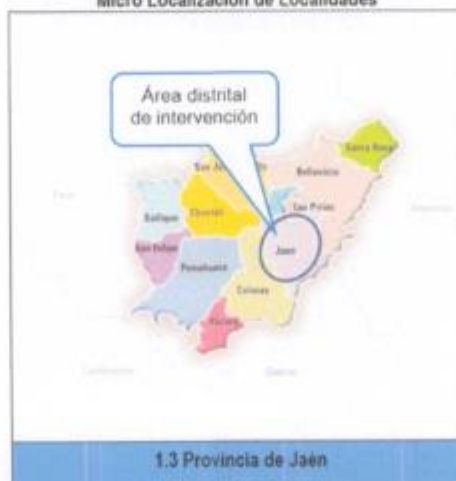 Micro Localización de Localidades
Área distrital
de intervención
Santa Rosa
San José
Bellavista
Sallique
Chontalí
Las Pirias
San Felipe
Jaén
Pomahuaca
Colasay
Pucará
1.3 Provincia de Jaén